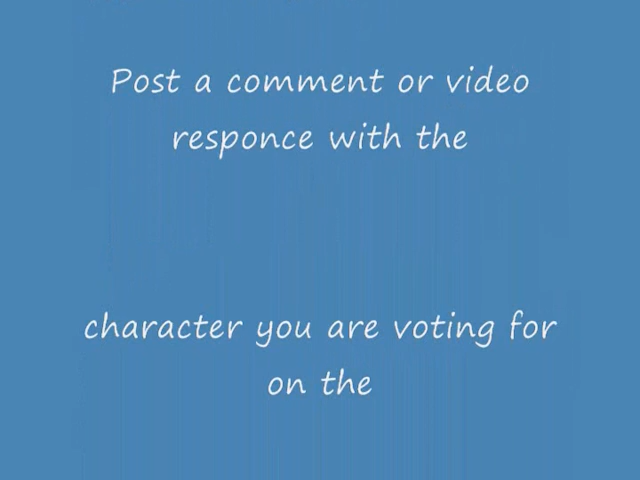 Post a comment or video
responce with the
character you are voting for
on the